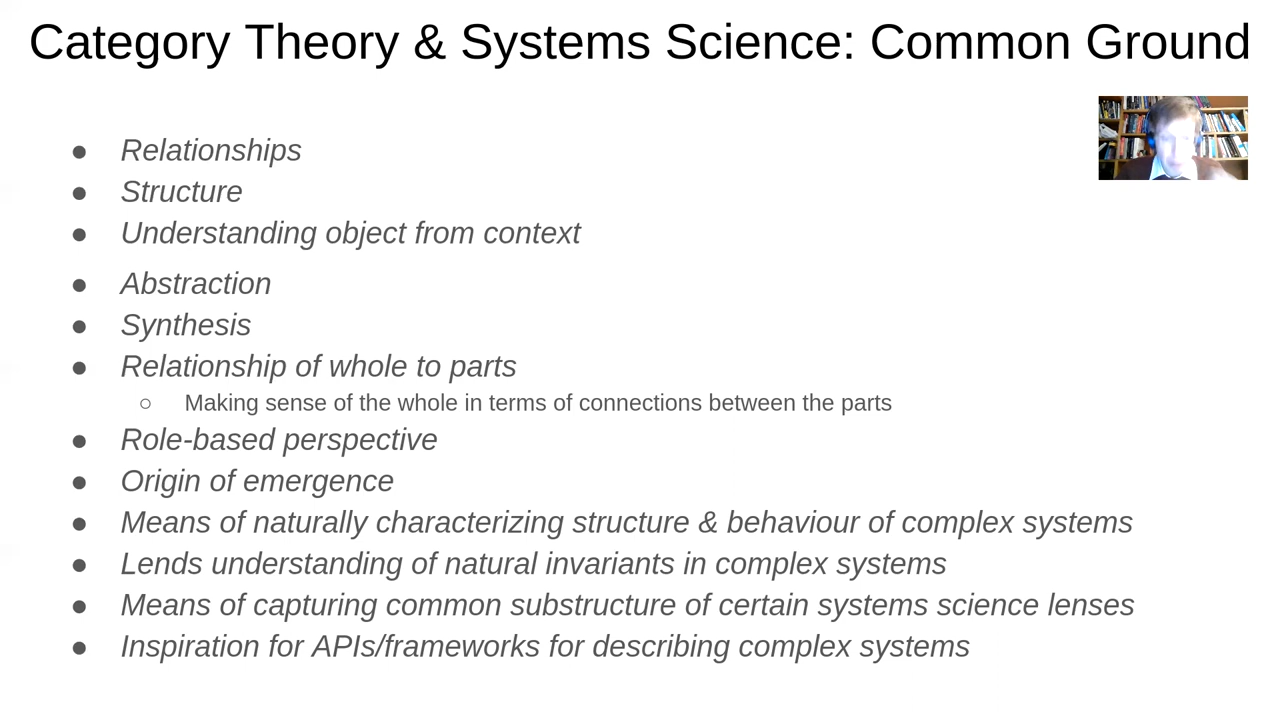 Category Theory & Systems Science: Common Ground
● Relationships
● Structure
● Understanding object from context
● Abstraction
● Synthesis
● Relationship of whole to parts
○ Making sense of the whole in terms of connections between the parts
● Role-based perspective
● Origin of emergence
● Means of naturally characterizing structure & behaviour of complex systems
● Lends understanding of natural invariants in complex systems
● Means of capturing common substructure of certain systems science lenses
● Inspiration for APIs/frameworks for describing complex systems